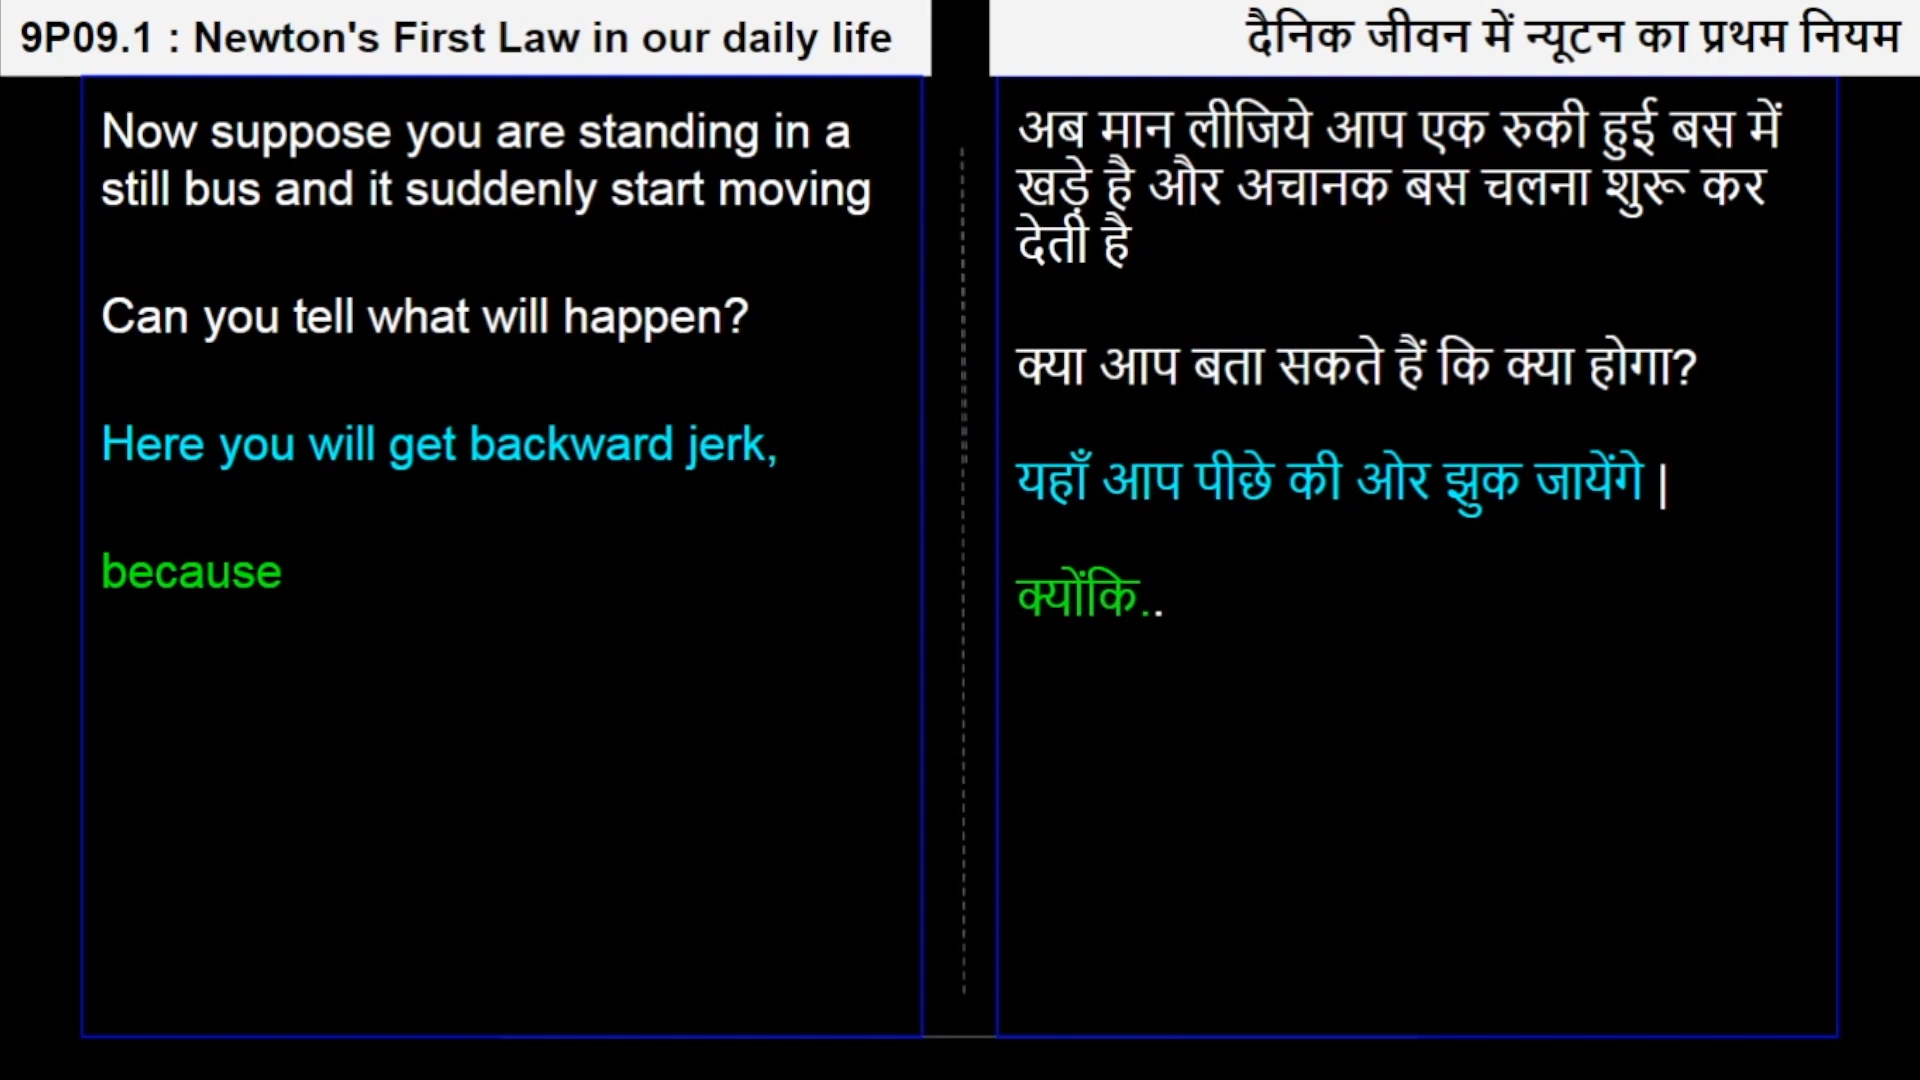 9P09.1 : Newton's First Law in our daily life
दैनिक जीवन में न्यूटन का प्रथम नियम
Now suppose you are standing in a
still bus and it suddenly start moving
Can you tell what will happen?
Here you will get backward jerk,
because
अब मान लीजिये आप एक रुकी हुई बस में
खड़े है और अचानक बस चलना शुरू कर
देती है
क्या आप बता सकते हैं कि क्या होगा?
यहाँ आप पीछे की ओर झुक जायेंगे |
क्योंकि..